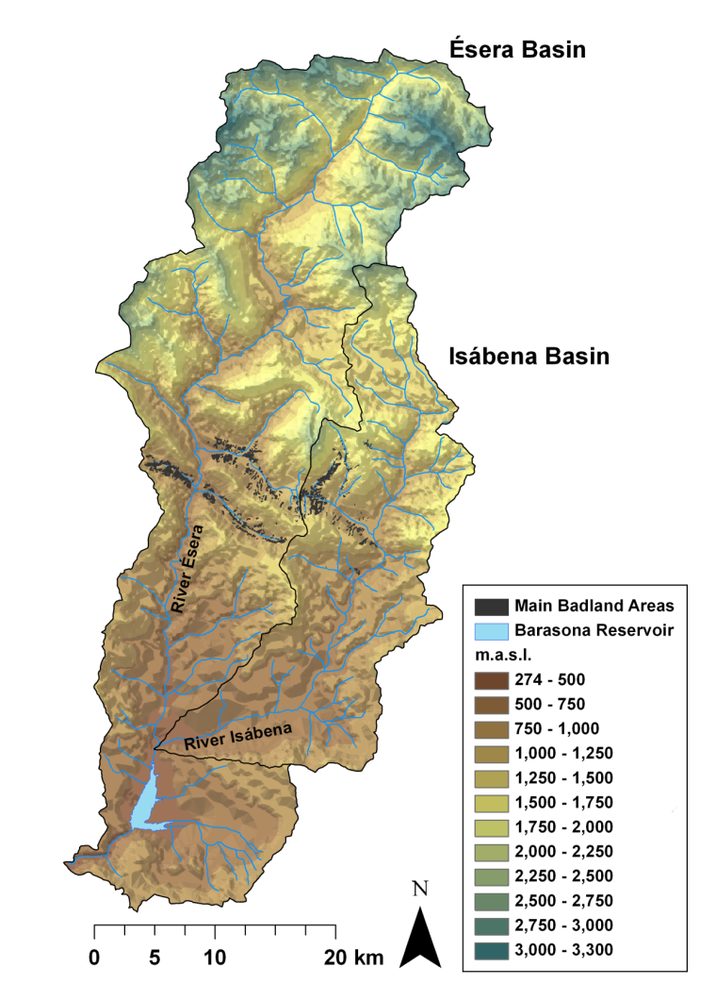 Ésera Basin
Isábena Basin
River Ésera
River Isábena
Main Badland Areas
Barasona Reservoir
m.a.s.l.
274 - 500
500 - 750
750 - 1,000
1,000 - 1,250
1,250 - 1,500
1,500 - 1,750
1,750 - 2,000
2,000 - 2,250
2,250 - 2,500
2,500 - 2,750
2,750 - 3,000
3,000 - 3,300
N
0 5 10 20 km